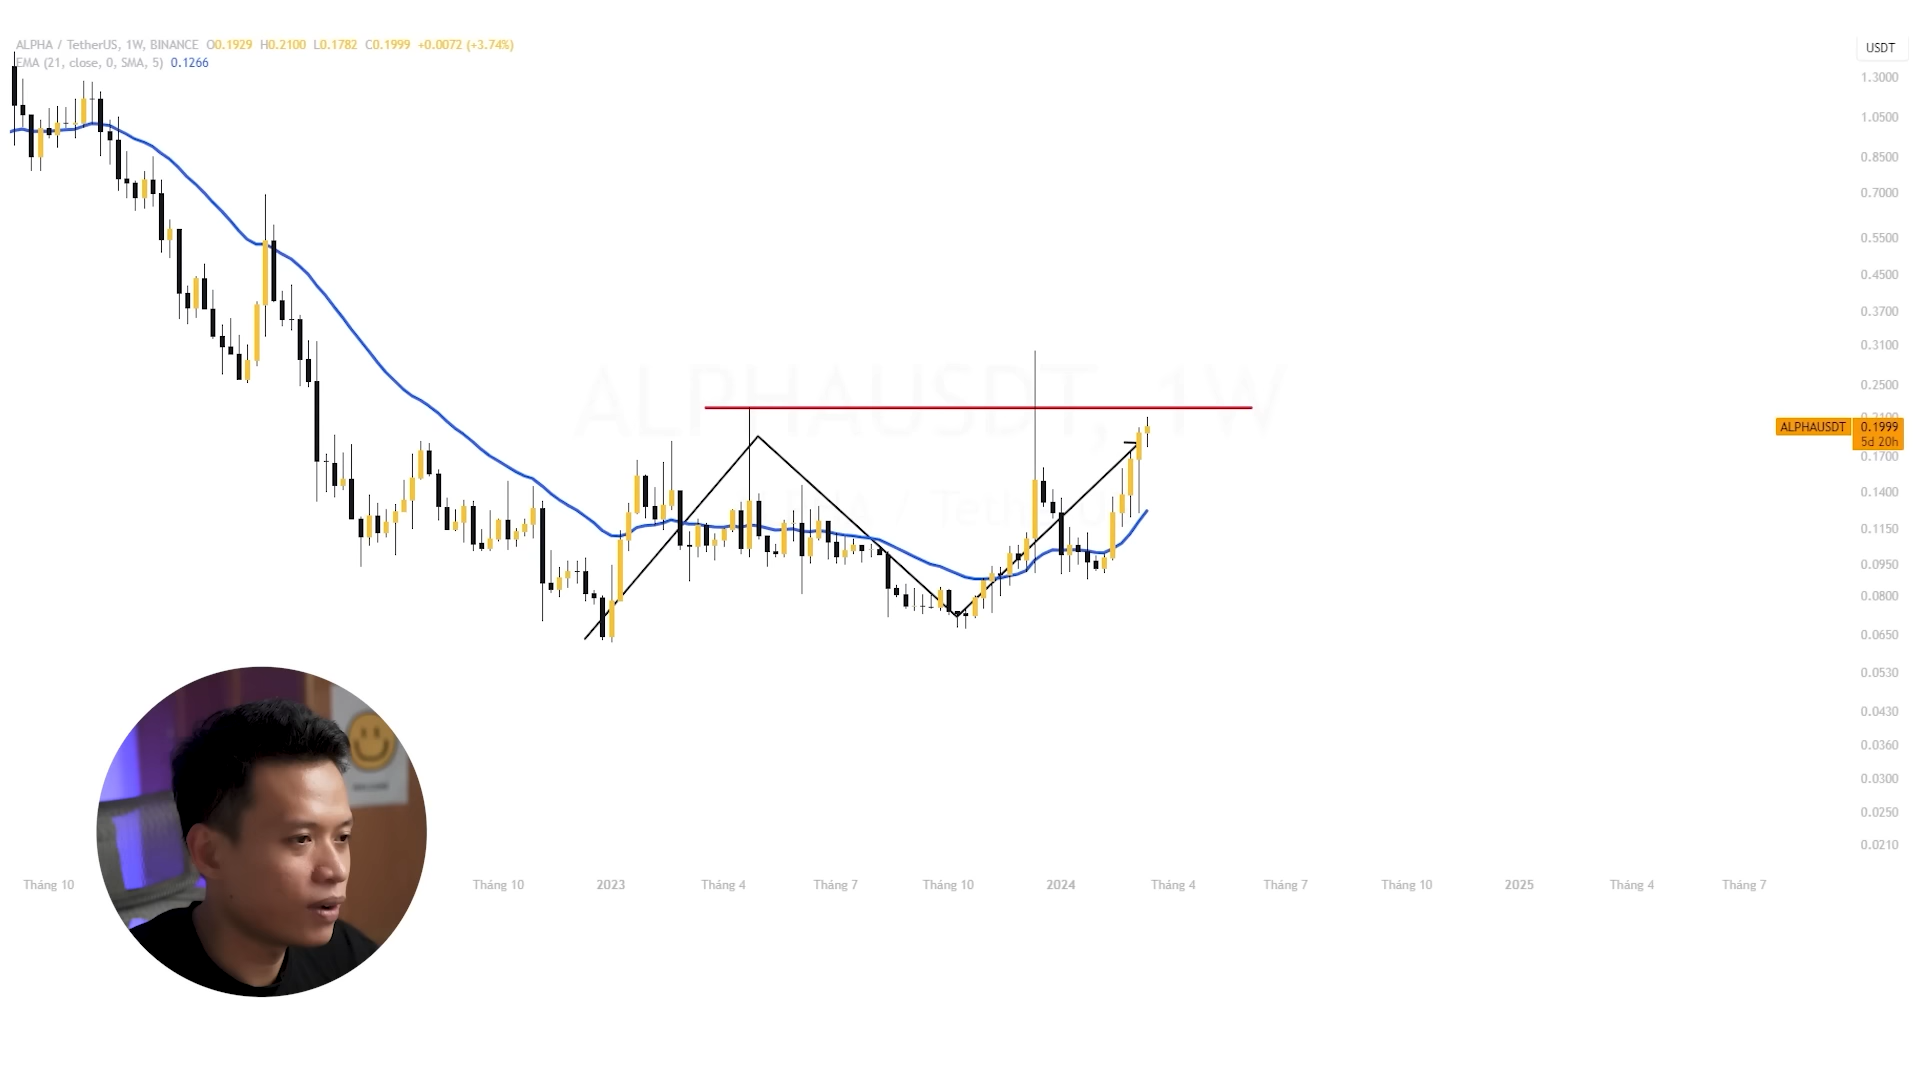 ALPHA / TetherUS, 1W, BINANCE O0.1929 H0.2100 L0.1782 C0.1999 +0.0072 (+3.74%)
EMA (21, close, 0, SMA, 5) 0.1266
USDT
1.3000
1.0500
0.8500
0.7000
0.5500
0.4500
0.3700
0.3100
0.2500
0.2100
ALPHAUSDT 0.1999
5d 20h
0.1700
0.1400
0.1150
0.0950
0.0800
0.0650
0.0530
0.0430
0.0360
0.0300
0.0250
0.0210
ALPHAUSDT, 1W
/ Tether
Tháng 10
Tháng 10 2023 Tháng 4 Tháng 7 Tháng 10 2024 Tháng 4 Tháng 7 Tháng 10 2025 Tháng 4 Tháng 7